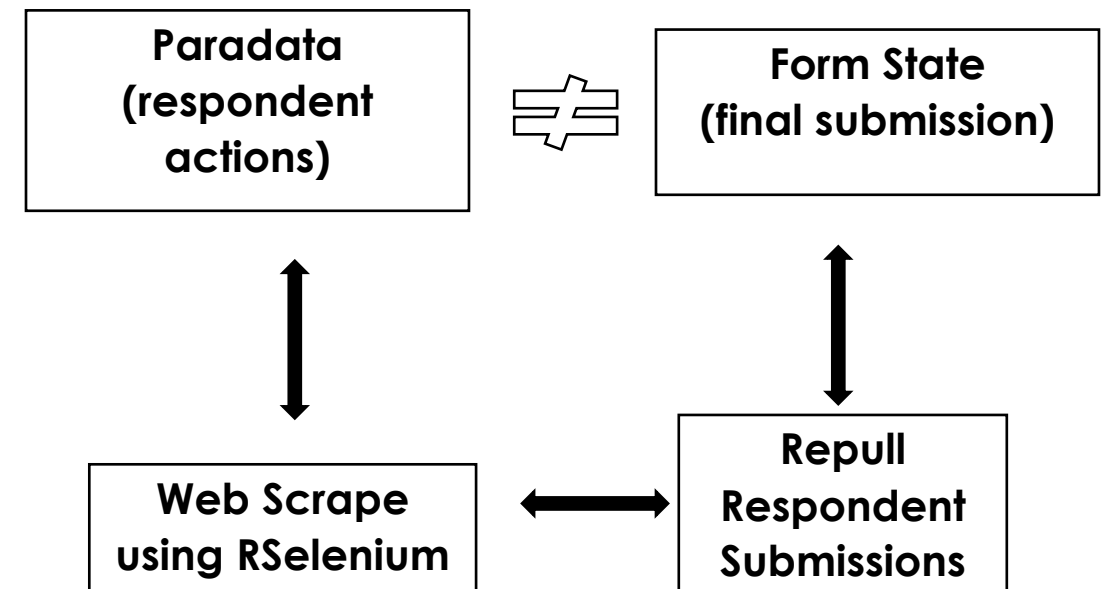 Paradata
(respondent
actions)
≠
Form State
(final submission)
Web Scrape
using RSelenium
Repull
Respondent
Submissions